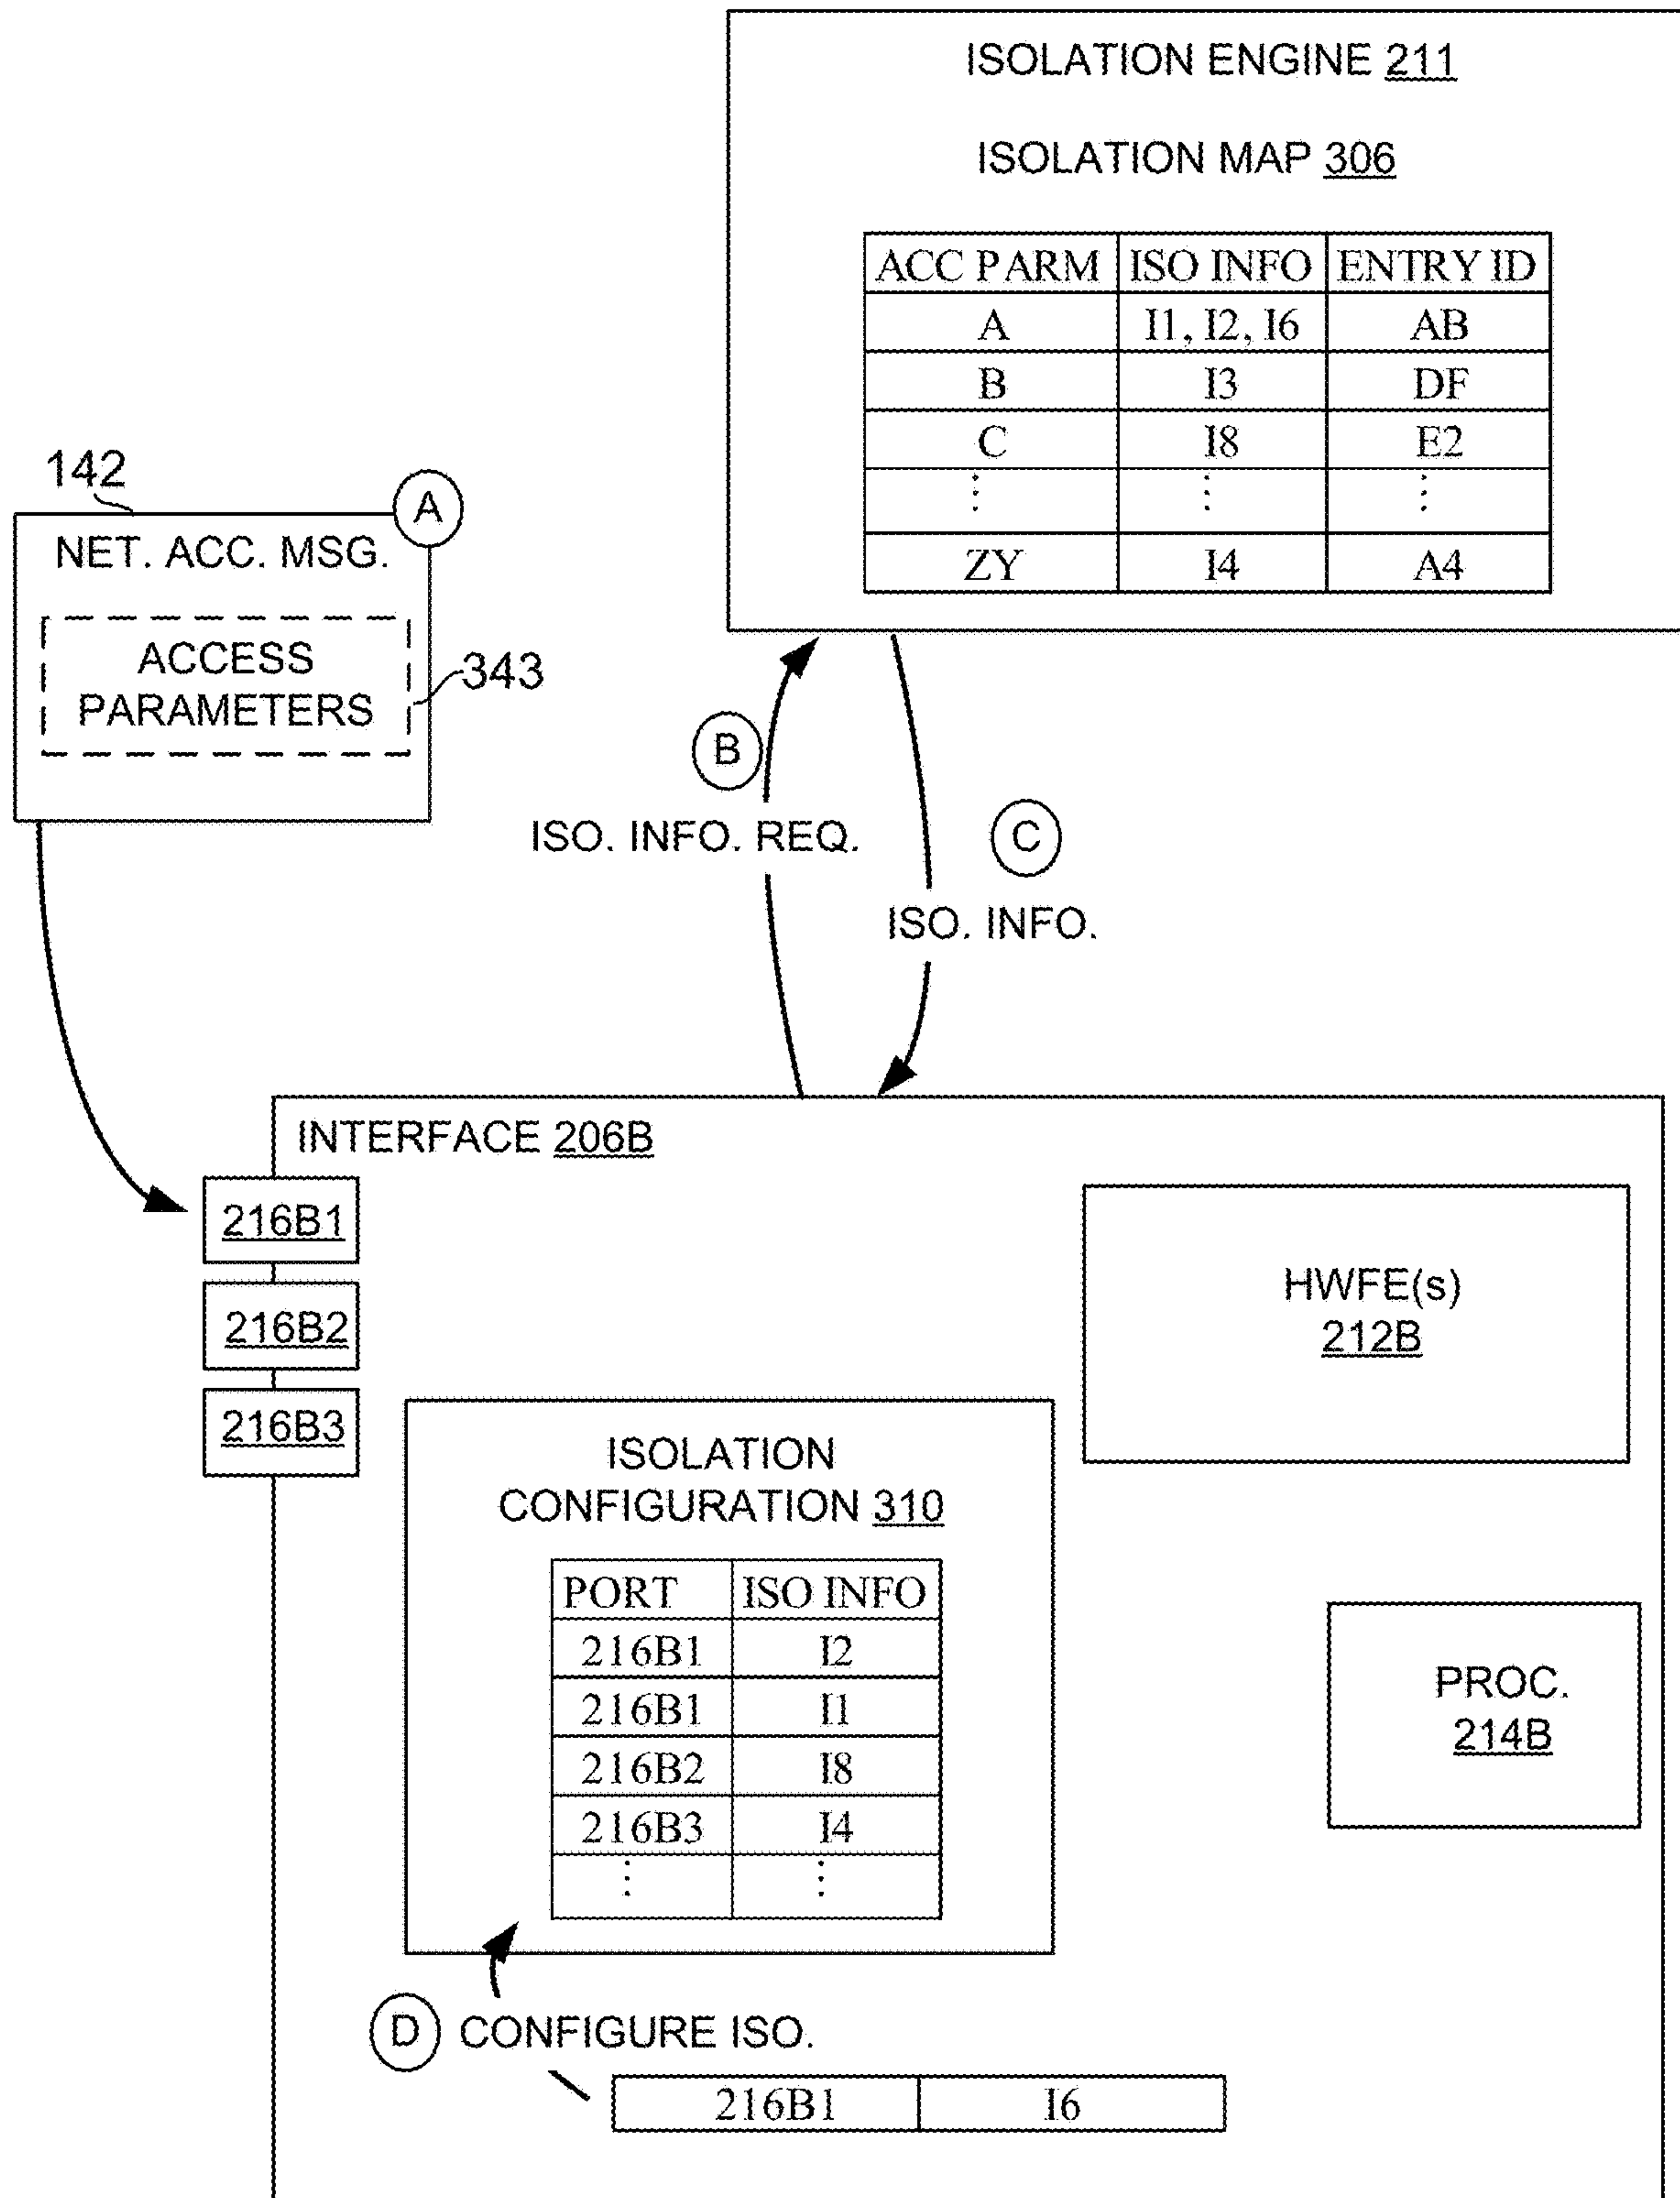 ISOLATION ENGINE 211
ISOLATION MAP 306
ACC PARM ISO INFO ENTRY ID
A I1, I2, I6 AB
B I3 DF
C I8 E2
⋮ ⋮ ⋮
ZY I4 A4
142
A
NET. ACC. MSG.
ACCESS
PARAMETERS
343
B
ISO. INFO. REQ.
C
ISO. INFO.
INTERFACE 206B
216B1
216B2
216B3
HWFE(s)
212B
ISOLATION
CONFIGURATION 310
PORT ISO INFO
216B1 I2
216B1 I1
216B2 I8
216B3 I4
⋮ ⋮
PROC.
214B
D CONFIGURE ISO.
216B1 I6